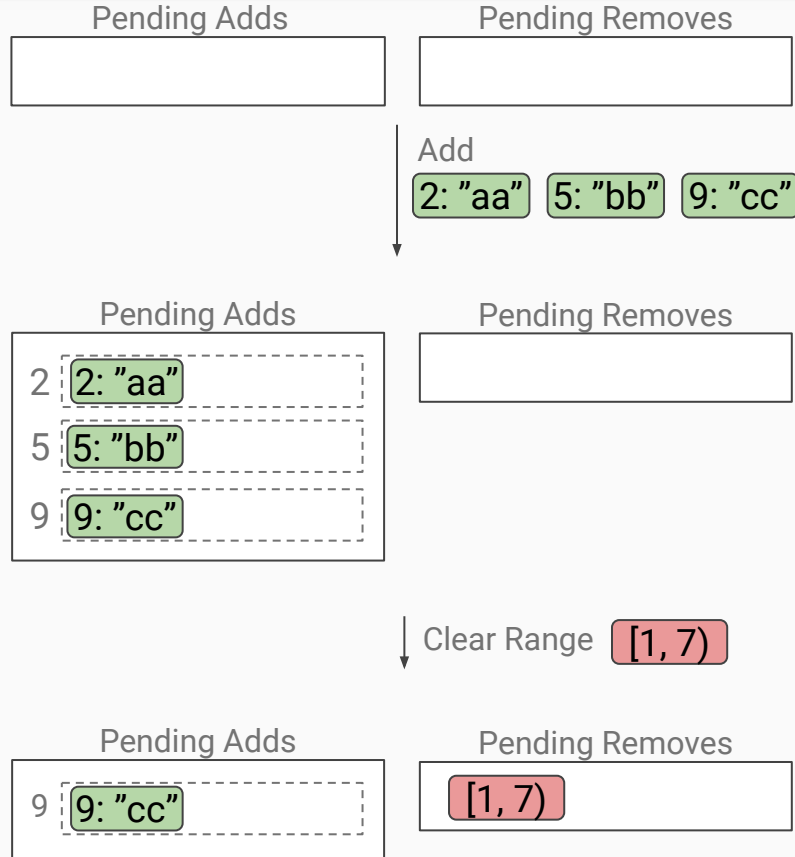 Pending Adds
Pending Removes
Add
2: ”aa” 5: ”bb” 9: ”cc”
Pending Adds
Pending Removes
2 2: ”aa”
5 5: ”bb”
9 9: ”cc”
Clear Range [1, 7)
Pending Adds
Pending Removes
9 9: ”cc”
[1, 7)